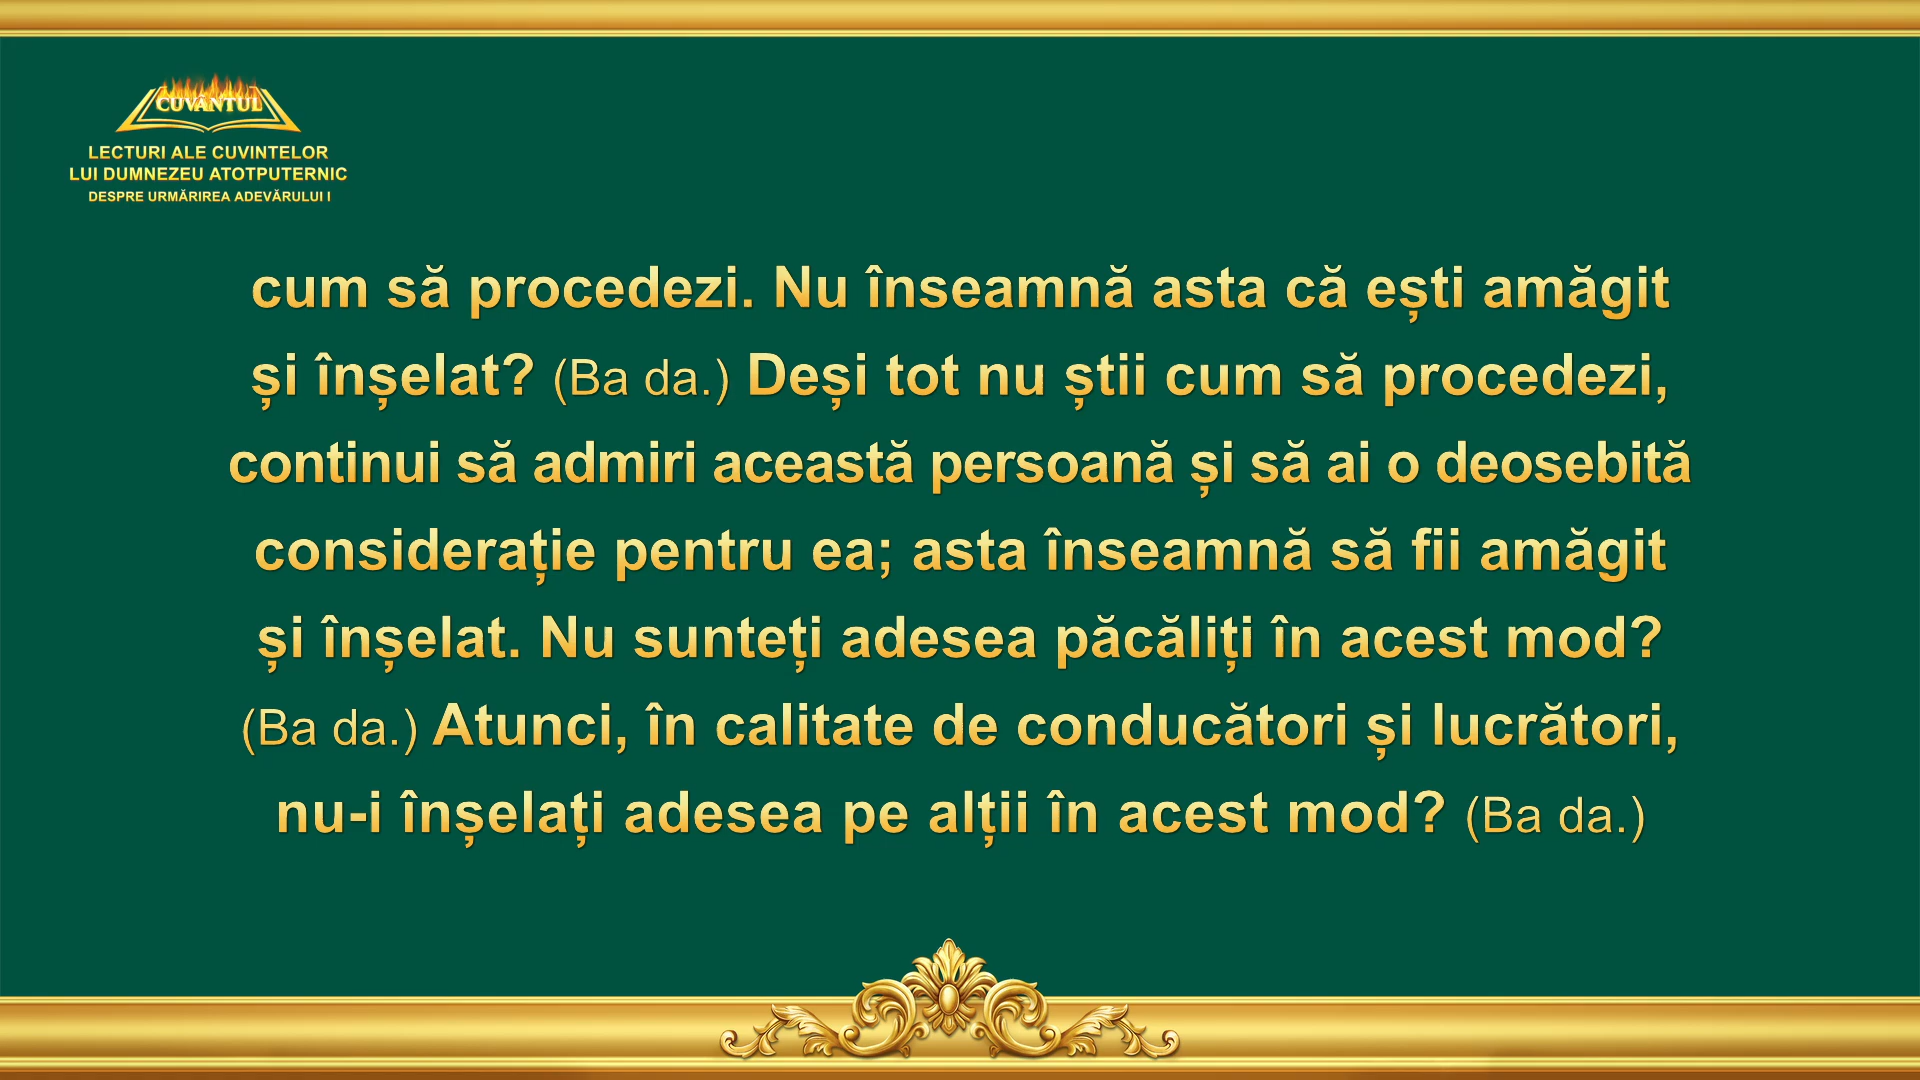 CUVÂNTUL
LECTURI ALE CUVINTELOR
LUI DUMNEZEU ATOTPUTERNIC
DESPRE URMĂRIREA ADEVĂRULUI I
cum să procedezi. Nu înseamnă asta că ești amăgit
și înșelat? (Ba da.) Deși tot nu știi cum să procedezi,
continui să admiri această persoană și să ai o deosebită
considerație pentru ea; asta înseamnă să fii amăgit
și înșelat. Nu sunteți adesea păcăliți în acest mod?
(Ba da.) Atunci, în calitate de conducători și lucrători,
nu-i înșelați adesea pe alții în acest mod? (Ba da.)